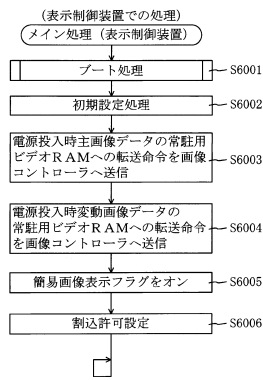 (表示制御装置での処理)
メイン処理(表示制御装置)
ブート処理
S6001
初期設定処理
S6002
電源投入時主画像データの常駐用
ビデオRAMへの転送命令を画像
コントローラへ送信
S6003
電源投入時変動画像データの
常駐用ビデオRAMへの転送命令
を画像コントローラへ送信
S6004
簡易画像表示フラグをオン
S6005
割込許可設定
S6006